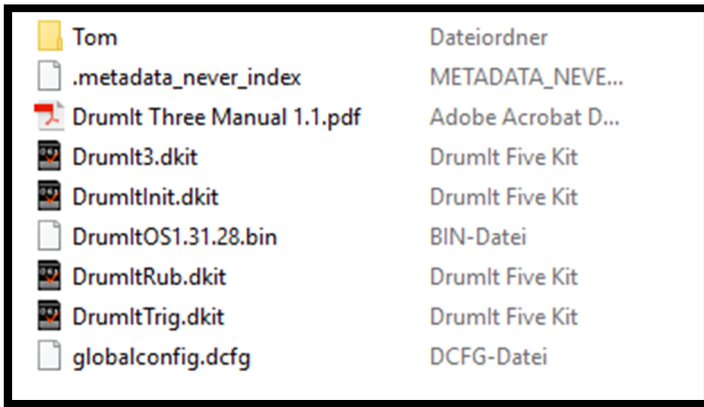 Tom Dateiordner
.metadata_never_index METADATA_NEVE...
DrumIt Three Manual 1.1.pdf Adobe Acrobat D...
DrumIt3.dkit DrumIt Five Kit
DrumItInit.dkit DrumIt Five Kit
DrumItOS1.31.28.bin BIN-Datei
DrumItRub.dkit DrumIt Five Kit
DrumItTrig.dkit DrumIt Five Kit
globalconfig.dcfg DCFG-Datei